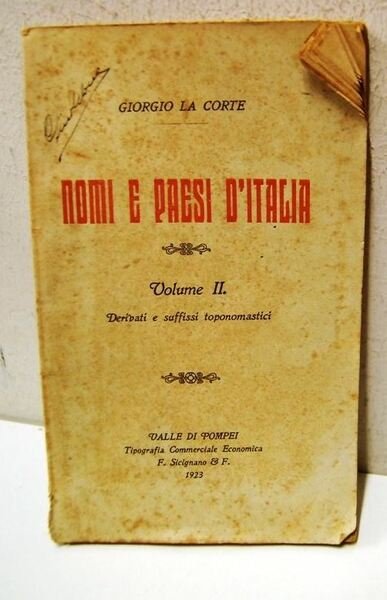 GIORGIO LA CORTE
NOMI E PAESI D'ITALIA
Volume II.
Derivati e suffissi toponomastici
VALLE DI POMPEI
Tipografia Commerciale Economica
F. Sicignano & F.
1923